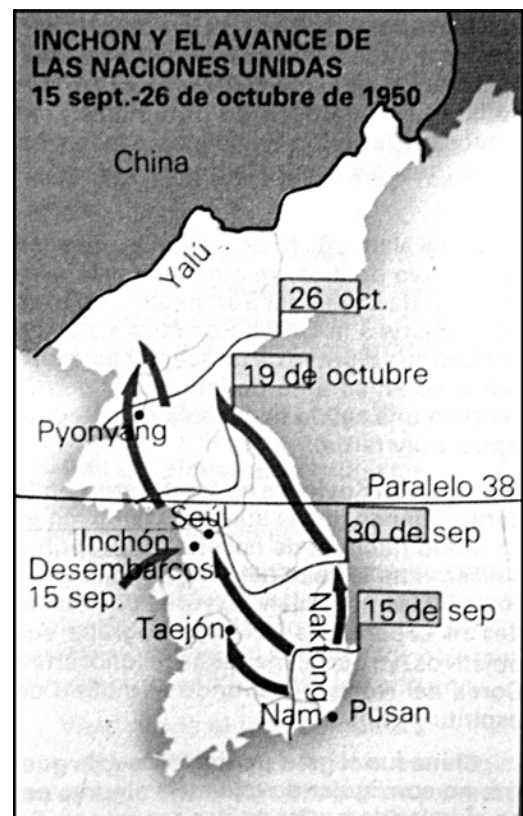 INCHON Y EL AVANCE DE
LAS NACIONES UNIDAS
15 sept.-26 de octubre de 1950
China
Yalú
26 oct.
19 de octubre
Pyonyang
Paralelo 38
Seúl
30 de sep
Inchón
Desembarcos
15 sep.
15 de sep
Taejón
Naktong
Nam
Pusan